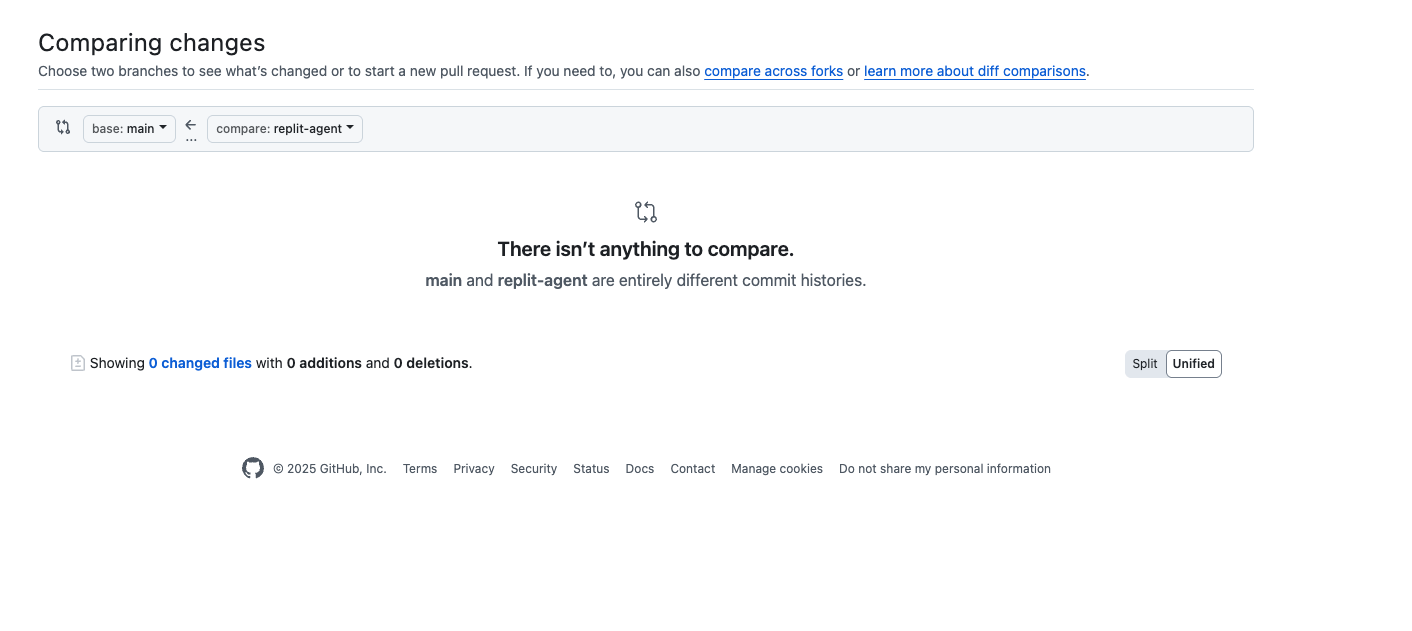 Comparing changes
Choose two branches to see what’s changed or to start a new pull request. If you need to, you can also compare across forks or learn more about diff comparisons.
base: main
...
compare: replit-agent
There isn’t anything to compare.
main and replit-agent are entirely different commit histories.
Showing 0 changed files with 0 additions and 0 deletions.
Split
Unified
© 2025 GitHub, Inc. Terms Privacy Security Status Docs Contact Manage cookies Do not share my personal information